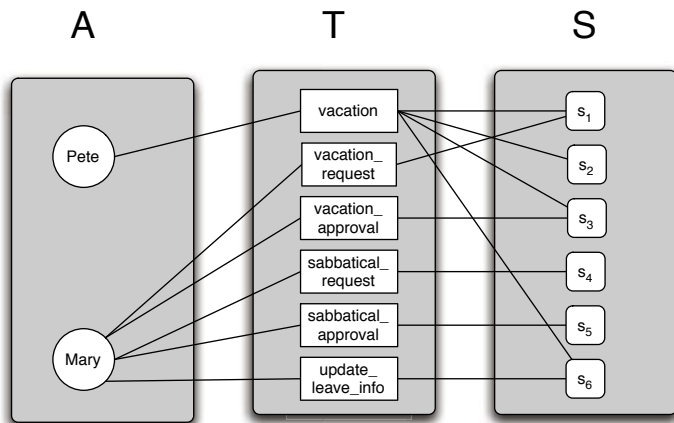 A
T
S
Pete
Mary
vacation
vacation_
request
vacation_
approval
sabbatical_
request
sabbatical_
approval
update_
leave_info
s1
s2
s3
s4
s5
s6